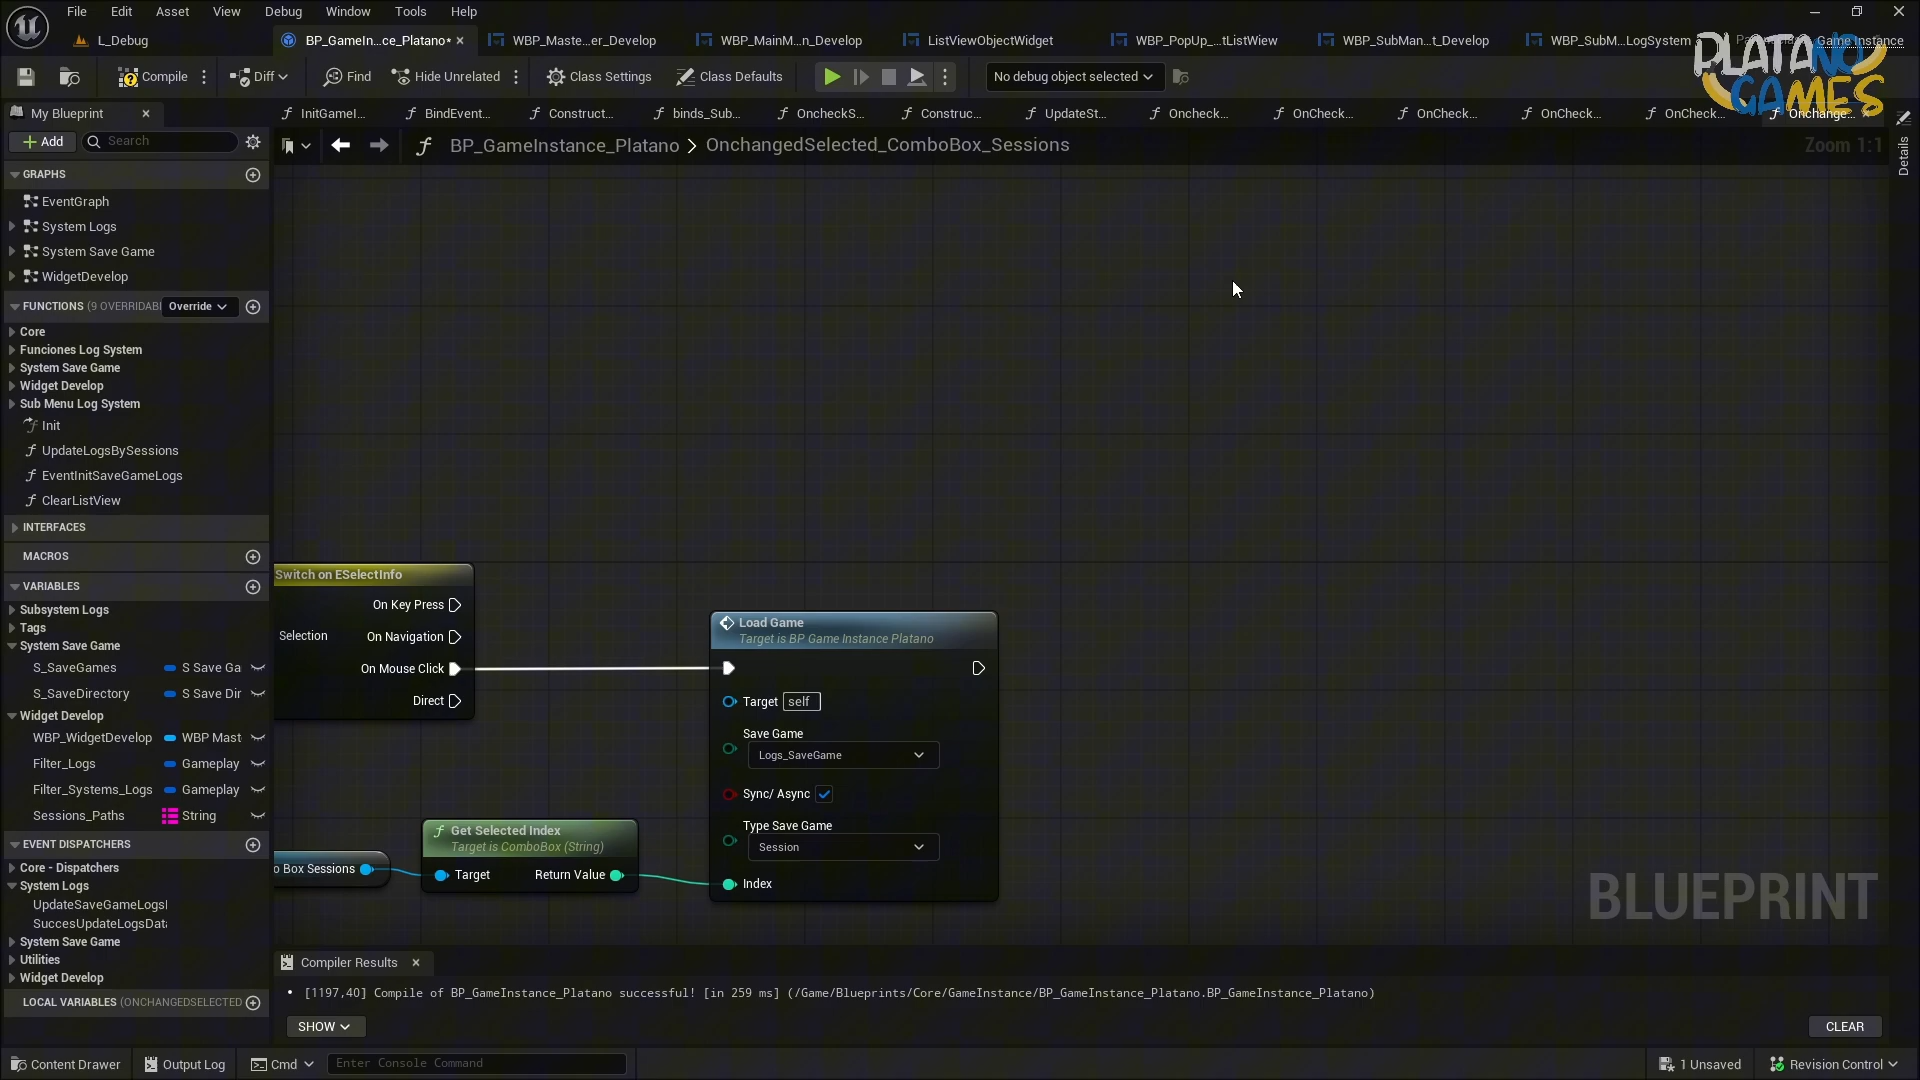 File Edit Asset View Debug Window Tools Help
L_Debug
BP_GameIn...ce_Platano*
WBP_Maste...er_Develop
WBP_MainM...n_Develop
ListViewObjectWidget
WBP_PopUp_...tListWiew
WBP_SubMan...t_Develop
WBP_SubM...LogSystem
Game Instance
PLATANO
GAMES
Compile
Diff
Find
Hide Unrelated
Class Settings
Class Defaults
No debug object selected
My Blueprint
InitGameI...
BindEvent...
Construct...
binds_Sub...
OncheckS...
Construc...
UpdateSt...
Oncheck...
OnCheck...
OnCheck...
OnCheck...
OnCheck...
Onchange...
Add
Search
BP_GameInstance_Platano > OnchangedSelected_ComboBox_Sessions
Zoom 1:1
Details
GRAPHS
EventGraph
System Logs
System Save Game
WidgetDevelop
FUNCTIONS (9 OVERRIDAB
Override
Core
Funciones Log System
System Save Game
Widget Develop
Sub Menu Log System
Init
UpdateLogsBySessions
EventInitSaveGameLogs
ClearListView
INTERFACES
MACROS
VARIABLES
Subsystem Logs
Tags
System Save Game
S_SaveGames S Save Ga
S_SaveDirectory S Save Dir
Widget Develop
WBP_WidgetDevelop WBP Mast
Filter_Logs Gameplay
Filter_Systems_Logs Gameplay
Sessions_Paths String
EVENT DISPATCHERS
Core - Dispatchers
System Logs
UpdateSaveGameLogs
SuccesUpdateLogsDat
System Save Game
Utilities
Widget Develop
LOCAL VARIABLES (ONCHANGEDSELECTED
Switch on ESelectInfo
On Key Press
Selection
On Navigation
On Mouse Click
Direct
Load Game
Target is BP Game Instance Platano
Target self
Save Game
Logs_SaveGame
Sync/ Async
Type Save Game
Session
Index
Get Selected Index
Target is ComboBox (String)
Target
Return Value
o Box Sessions
BLUEPRINT
Compiler Results
[1197,40] Compile of BP_GameInstance_Platano successful! [in 259 ms] (/Game/Blueprints/Core/GameInstance/BP_GameInstance_Platano.BP_GameInstance_Platano)
SHOW
CLEAR
Content Drawer
Output Log
Cmd
Enter Console Command
1 Unsaved
Revision Control